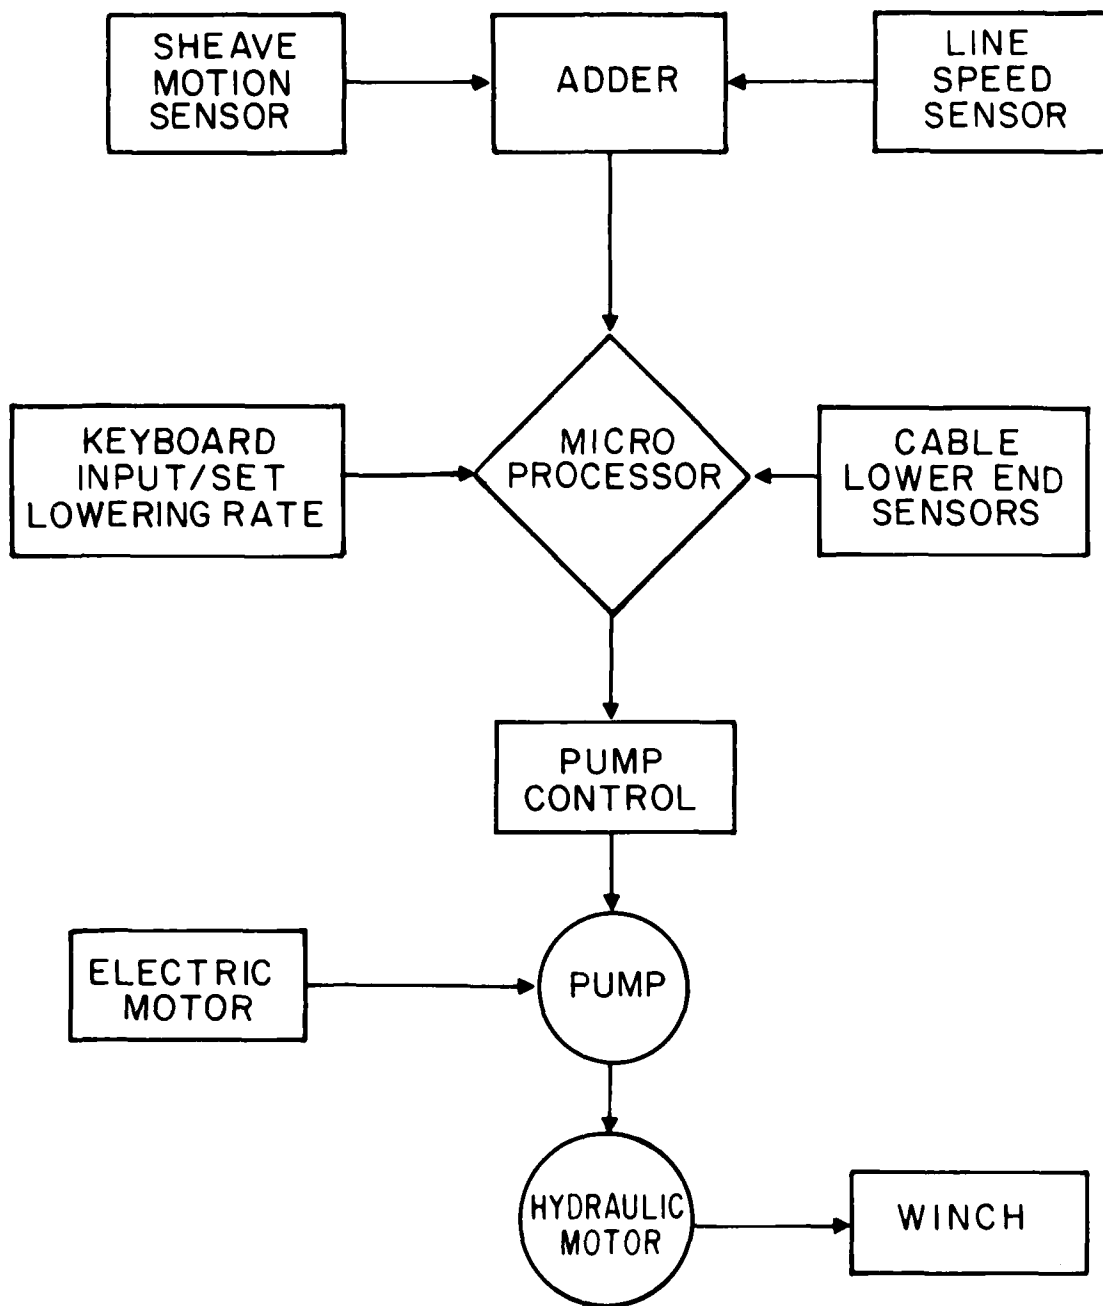 SHEAVE
MOTION
SENSOR
ADDER
LINE
SPEED
SENSOR
KEYBOARD
INPUT/SET
LOWERING RATE
MICRO
PROCESSOR
CABLE
LOWER END
SENSORS
PUMP
CONTROL
ELECTRIC
MOTOR
PUMP
HYDRAULIC
MOTOR
WINCH